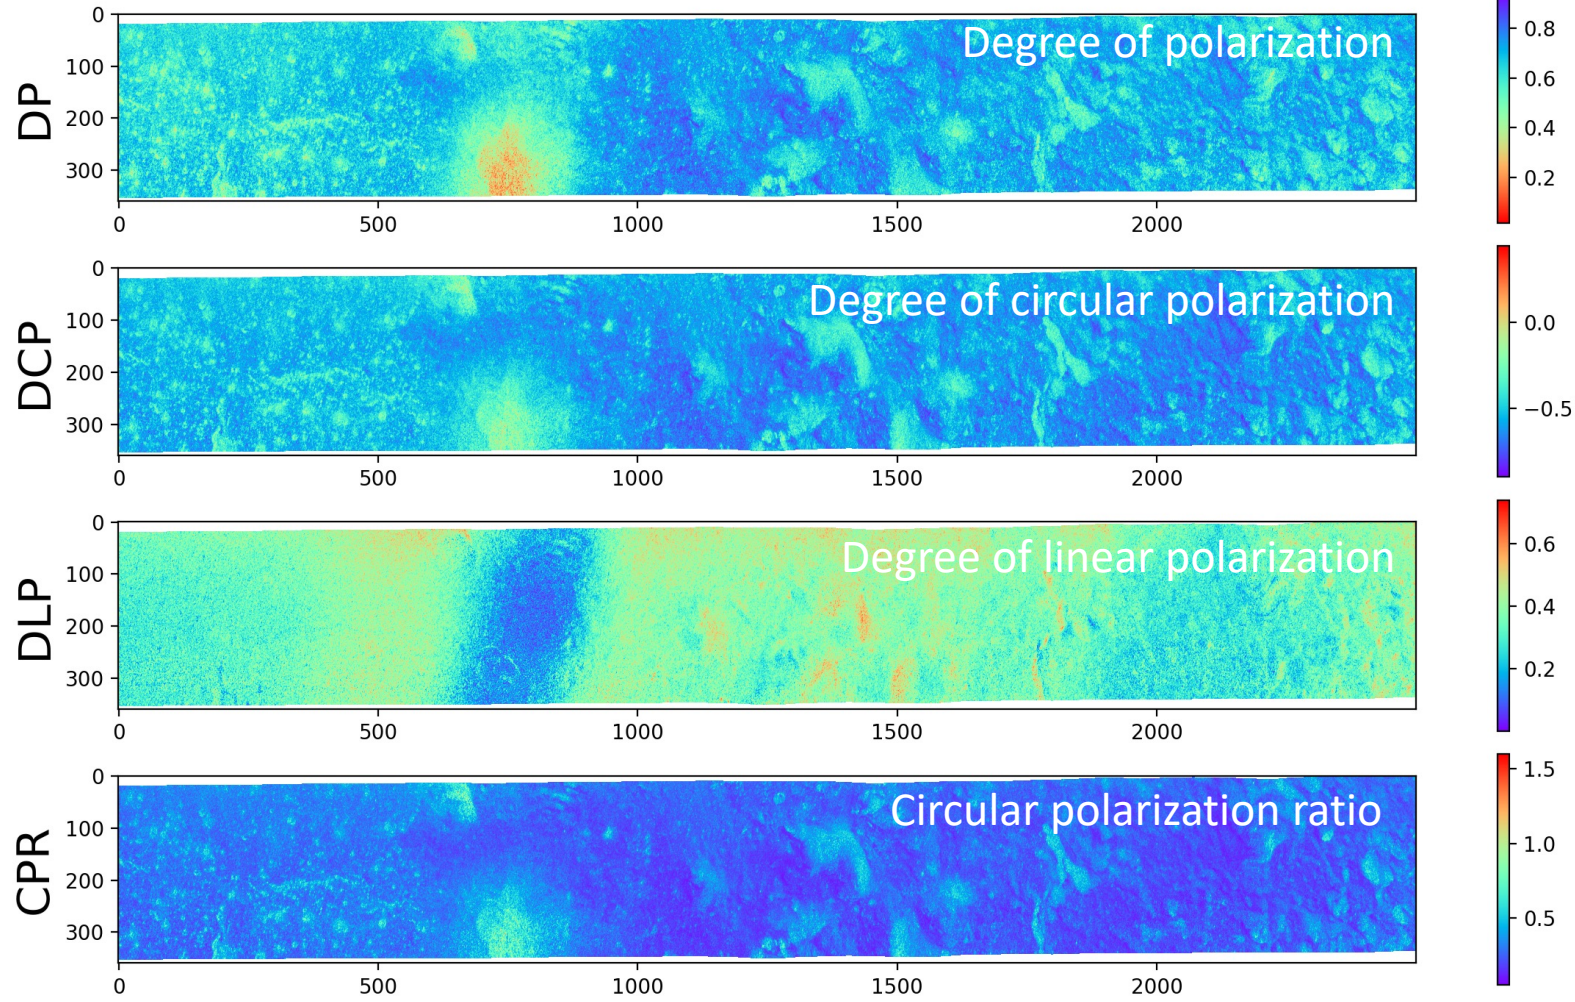 DP
Degree of polarization
0
100
200
300
0 500 1000 1500 2000
0.8
0.6
0.4
0.2
DCP
Degree of circular polarization
0
100
200
300
0 500 1000 1500 2000
0.0
−0.5
DLP
Degree of linear polarization
0
100
200
300
0 500 1000 1500 2000
0.6
0.4
0.2
CPR
Circular polarization ratio
0
100
200
300
0 500 1000 1500 2000
1.5
1.0
0.5